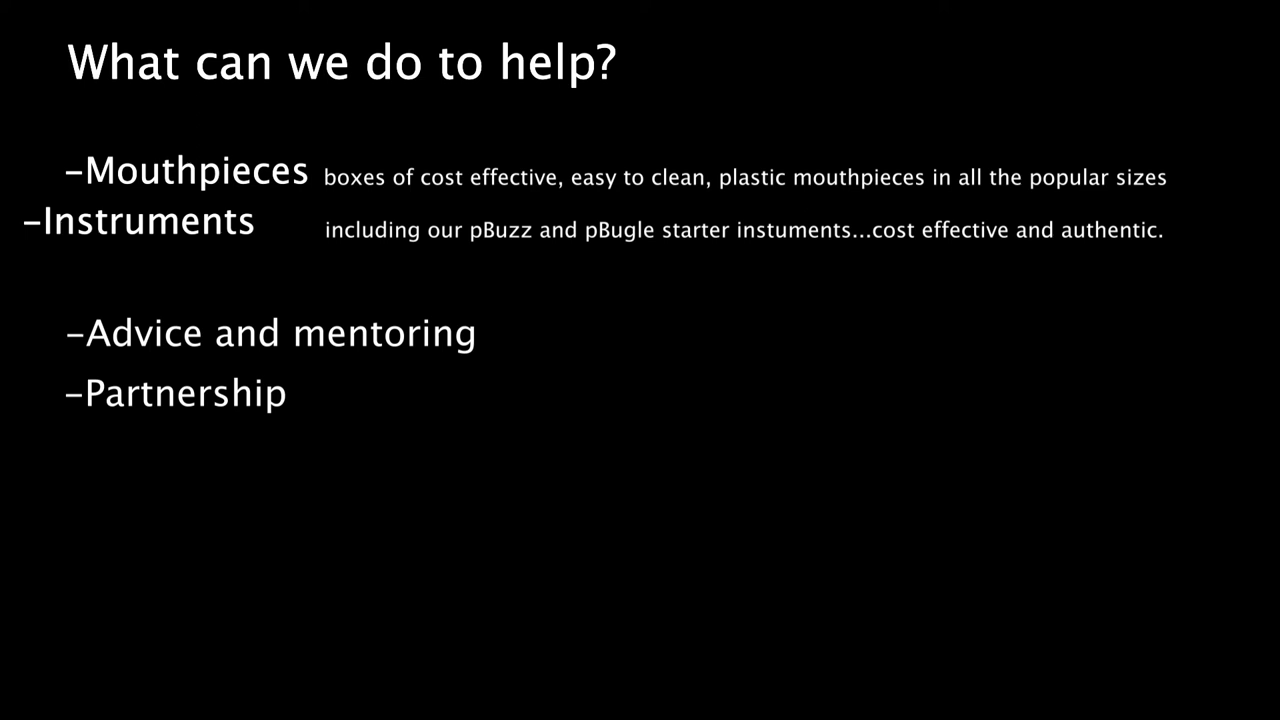 What can we do to help?
-Mouthpieces boxes of cost effective, easy to clean, plastic mouthpieces in all the popular sizes
-Instruments including our pBuzz and pBugle starter instuments...cost effective and authentic.
-Advice and mentoring
-Partnership